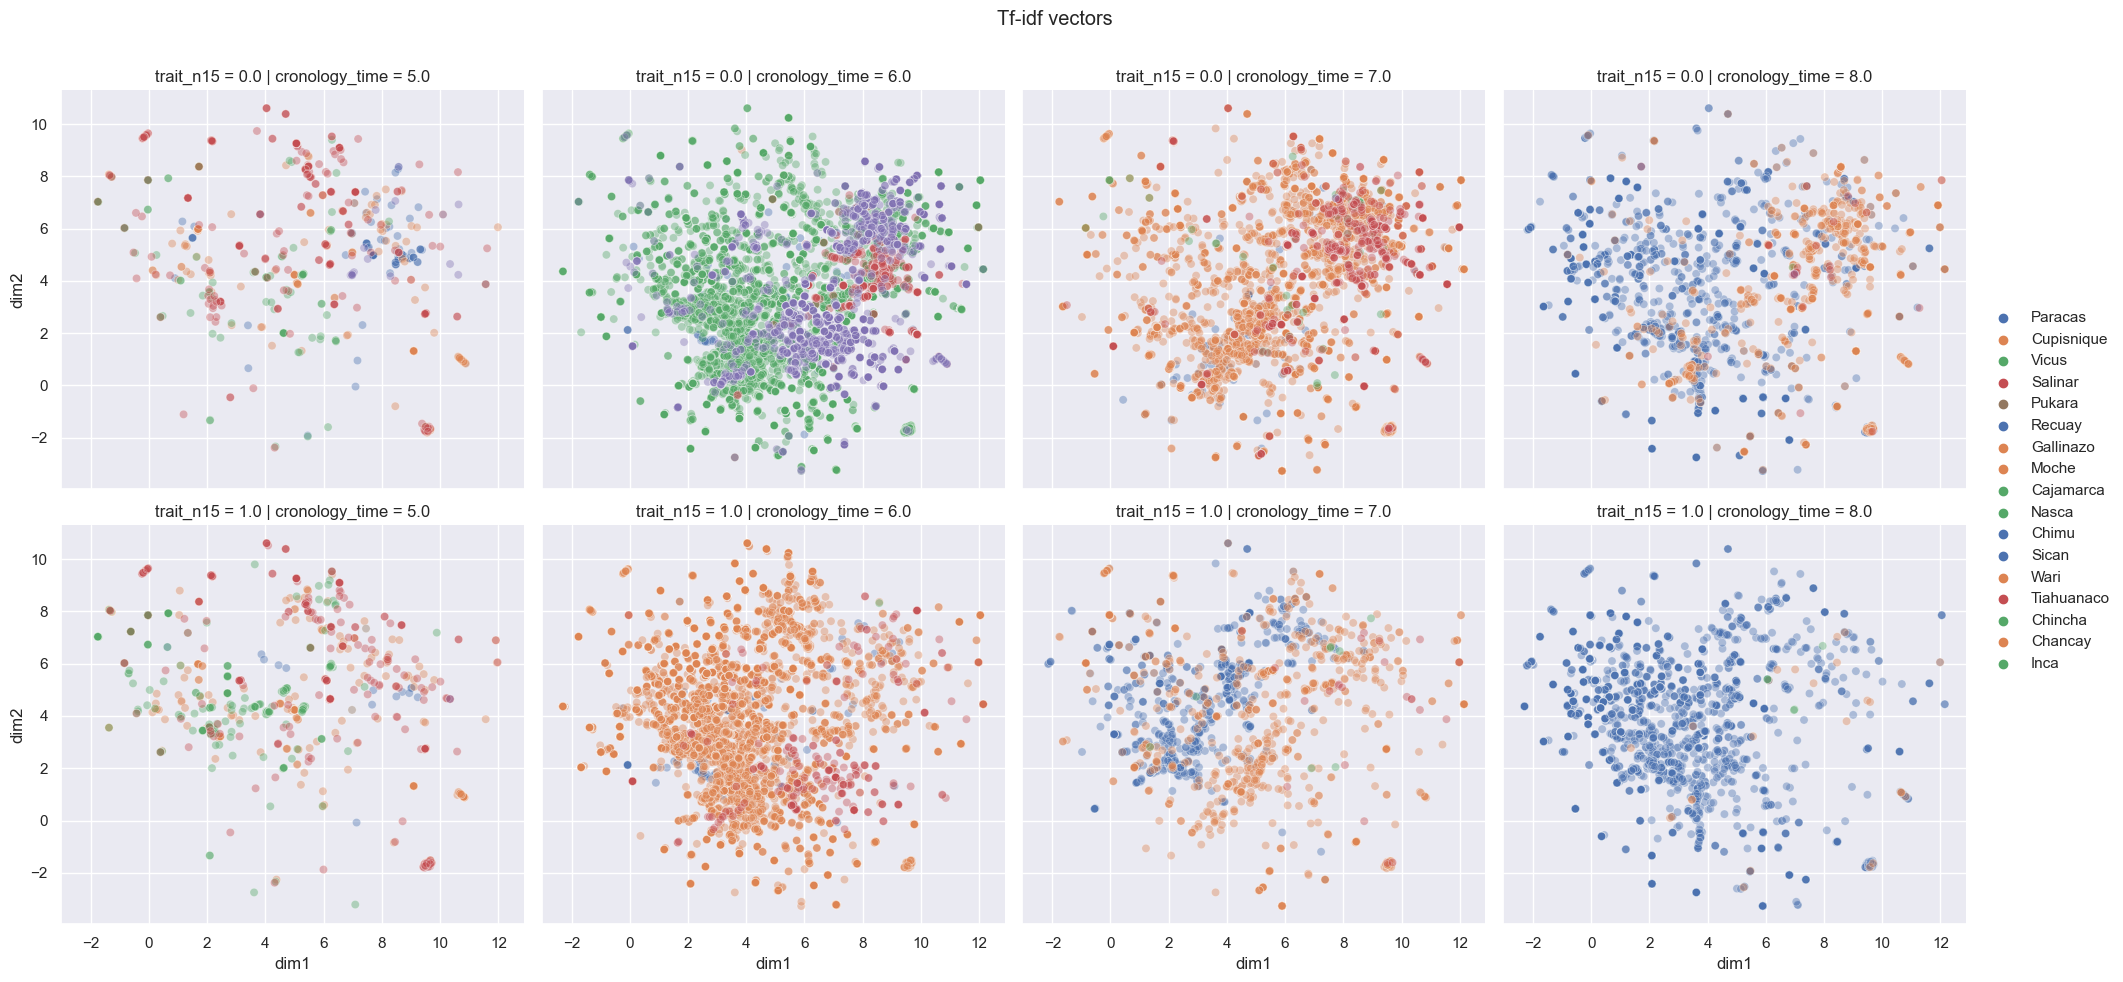 Tf-idf vectors
trait_n15 = 0.0 | cronology_time = 5.0
trait_n15 = 0.0 | cronology_time = 6.0
trait_n15 = 0.0 | cronology_time = 7.0
trait_n15 = 0.0 | cronology_time = 8.0
10
8
6
4
2
0
−2
dim2
trait_n15 = 1.0 | cronology_time = 5.0
trait_n15 = 1.0 | cronology_time = 6.0
trait_n15 = 1.0 | cronology_time = 7.0
trait_n15 = 1.0 | cronology_time = 8.0
10
8
6
4
2
0
−2
dim2
−2 0 2 4 6 8 10 12
dim1
−2 0 2 4 6 8 10 12
dim1
−2 0 2 4 6 8 10 12
dim1
−2 0 2 4 6 8 10 12
dim1
Paracas
Cupisnique
Vicus
Salinar
Pukara
Recuay
Gallinazo
Moche
Cajamarca
Nasca
Chimu
Sican
Wari
Tiahuanaco
Chincha
Chancay
Inca